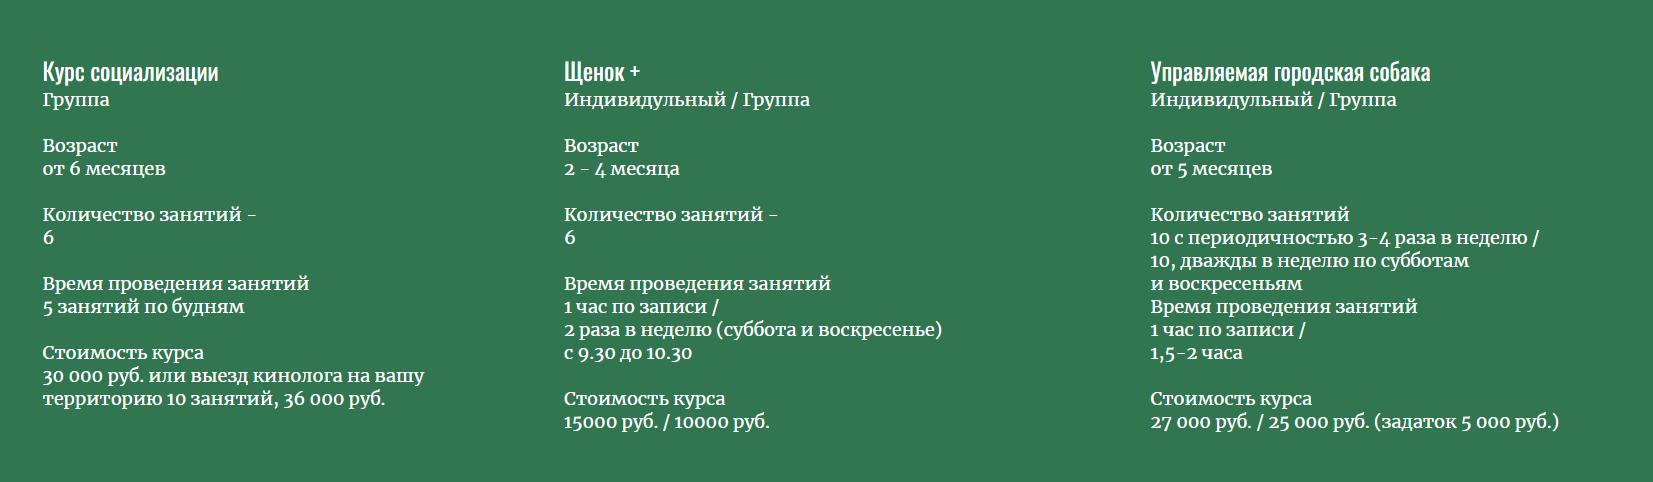 Курс социализации
Группа
Возраст
от 6 месяцев
Количество занятий -
6
Время проведения занятий
5 занятий по будням
Стоимость курса
30 000 руб. или выезд кинолога на вашу
территорию 10 занятий, 36 000 руб.
Щенок +
Индивидульный / Группа
Возраст
2 - 4 месяца
Количество занятий -
6
Время проведения занятий
1 час по записи /
2 раза в неделю (суббота и воскресенье)
с 9.30 до 10.30
Стоимость курса
15000 руб. / 10000 руб.
Управляемая городская собака
Индивидульный / Группа
Возраст
от 5 месяцев
Количество занятий
10 с периодичностью 3-4 раза в неделю /
10, дважды в неделю по субботам
и воскресеньям
Время проведения занятий
1 час по записи /
1,5-2 часа
Стоимость курса
27 000 руб. / 25 000 руб. (задаток 5 000 руб.)